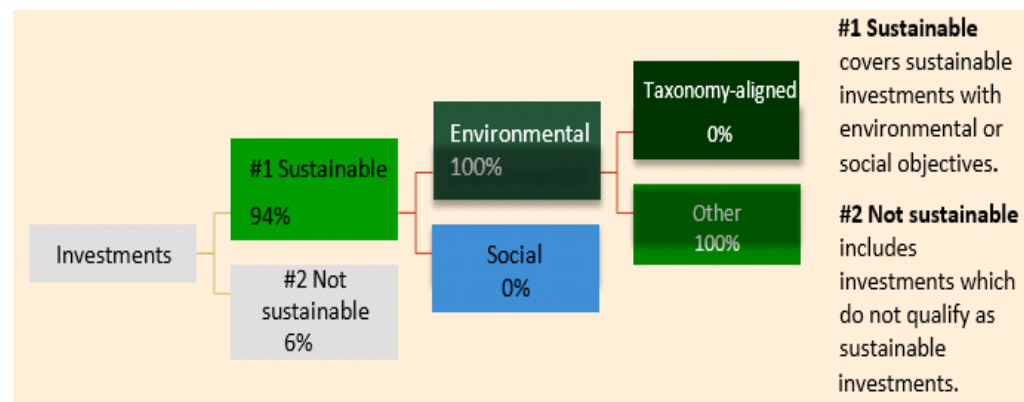 Investments
#1 Sustainable
94%
#2 Not
sustainable
6%
Environmental
100%
Social
0%
Taxonomy-aligned
0%
Other
100%
#1 Sustainable
covers sustainable
investments with
environmental or
social objectives.
#2 Not sustainable
includes
investments which
do not qualify as
sustainable
investments.